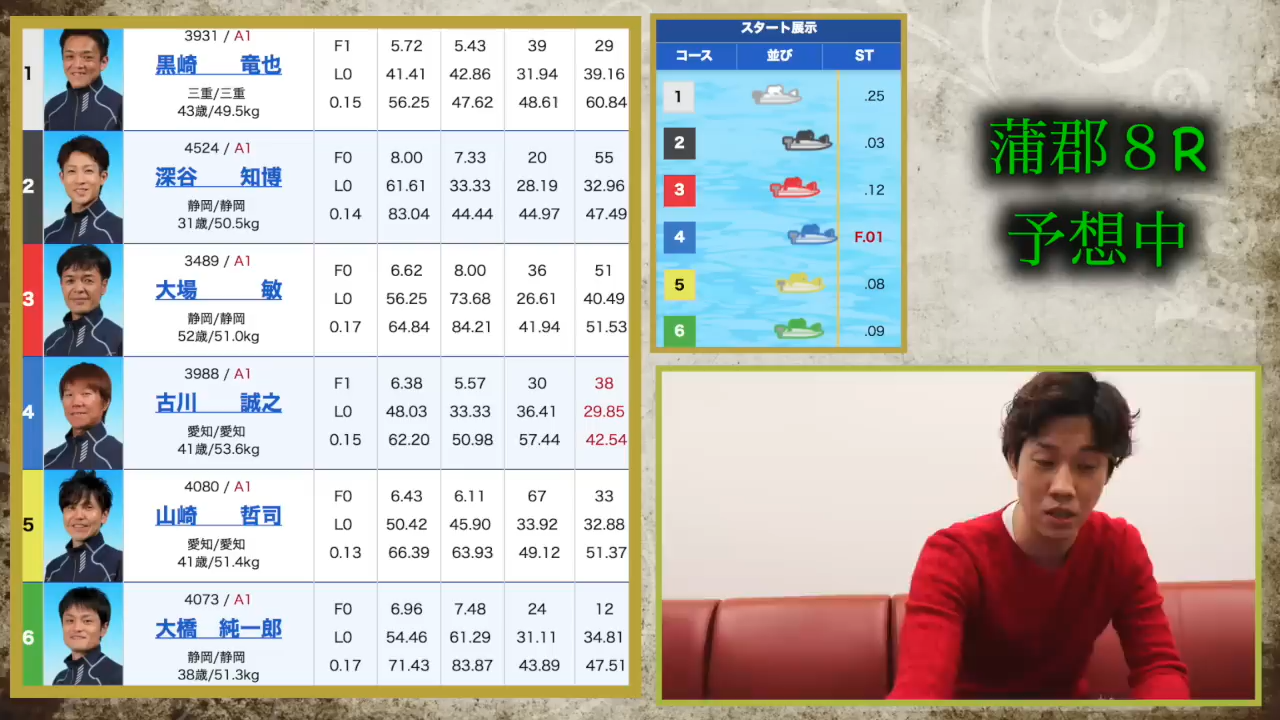 1
3931 / A1
黒崎 竜也
三重/三重
43歳/49.5kg
F1 5.72 5.43 39 29
L0 41.41 42.86 31.94 39.16
0.15 56.25 47.62 48.61 60.84
2
4524 / A1
深谷 知博
静岡/静岡
31歳/50.5kg
F0 8.00 7.33 20 55
L0 61.61 33.33 28.19 32.96
0.14 83.04 44.44 44.97 47.49
3
3489 / A1
大場 敏
静岡/静岡
52歳/51.0kg
F0 6.62 8.00 36 51
L0 56.25 73.68 26.61 40.49
0.17 64.84 84.21 41.94 51.53
4
3988 / A1
古川 誠之
愛知/愛知
41歳/53.6kg
F1 6.38 5.57 30 38
L0 48.03 33.33 36.41 29.85
0.15 62.20 50.98 57.44 42.54
5
4080 / A1
山崎 哲司
愛知/愛知
41歳/51.4kg
F0 6.43 6.11 67 33
L0 50.42 45.90 33.92 32.88
0.13 66.39 63.93 49.12 51.37
6
4073 / A1
大橋 純一郎
静岡/静岡
38歳/51.3kg
F0 6.96 7.48 24 12
L0 54.46 61.29 31.11 34.81
0.17 71.43 83.87 43.89 47.51
スタート展示
コース 並び ST
1 .25
2 .03
3 .12
4 F.01
5 .08
6 .09
蒲郡８R
予想中